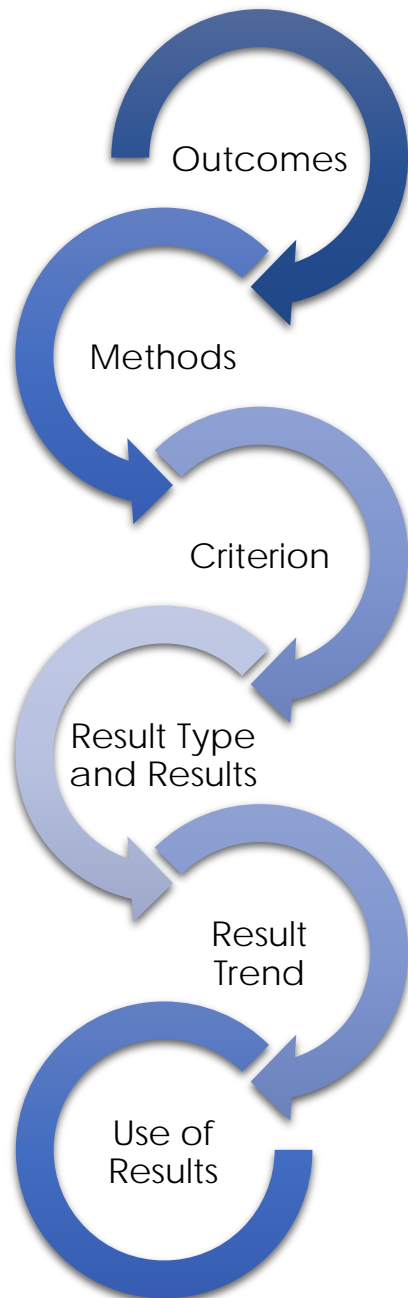 Outcomes
Methods
Criterion
Result Type
and Results
Result
Trend
Use of
Results